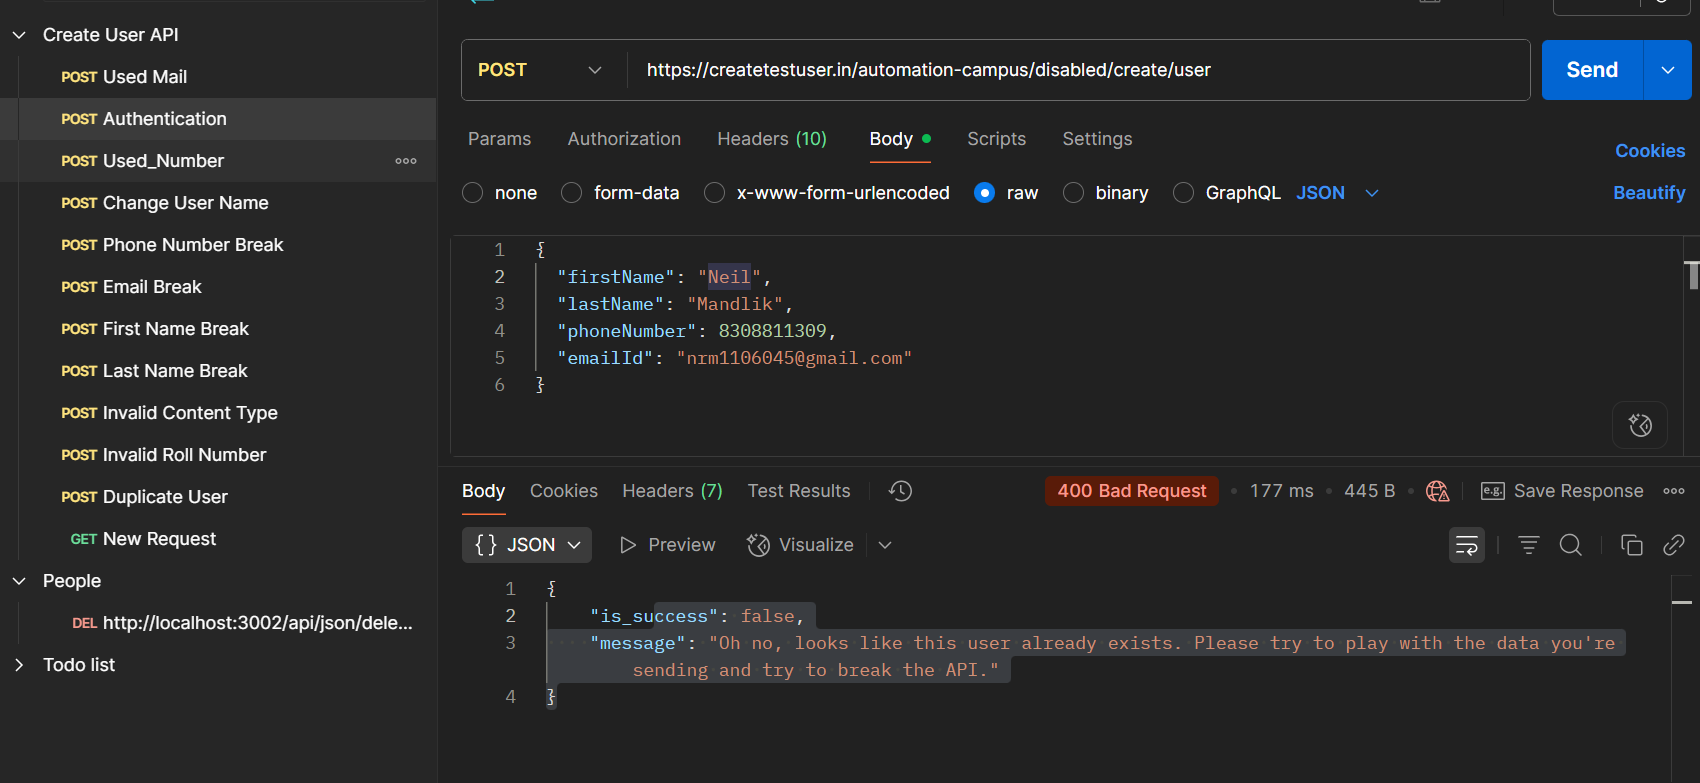 Create User API
POST Used Mail
POST Authentication
POST Used_Number
POST Change User Name
POST Phone Number Break
POST Email Break
POST First Name Break
POST Last Name Break
POST Invalid Content Type
POST Invalid Roll Number
POST Duplicate User
GET New Request
People
DEL http://localhost:3002/api/json/dele...
Todo list
POST https://createtestuser.in/automation-campus/disabled/create/user Send
Params Authorization Headers (10) Body Scripts Settings
Cookies
none form-data x-www-form-urlencoded raw binary GraphQL JSON Beautify
1 {
2 "firstName": "Neil",
3 "lastName": "Mandlik",
4 "phoneNumber": 8308811309,
5 "emailId": "nrm1106045@gmail.com"
6 }
Body Cookies Headers (7) Test Results 400 Bad Request • 177 ms • 445 B • e.g. Save Response
{} JSON Preview Visualize
1 {
2 "is_success": false,
3 "message": "Oh no, looks like this user already exists. Please try to play with the data you're
sending and try to break the API."
4 }